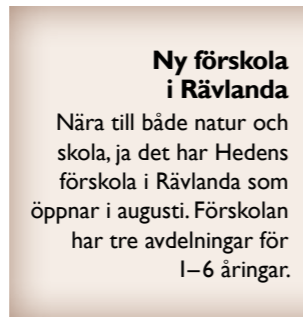 Ny förskola
i Rävlanda
Nära till både natur och
skola, ja det har Hedens
förskola i Rävlanda som
öppnar i augusti. Förskolan
har tre avdelningar för
1–6 åringar.